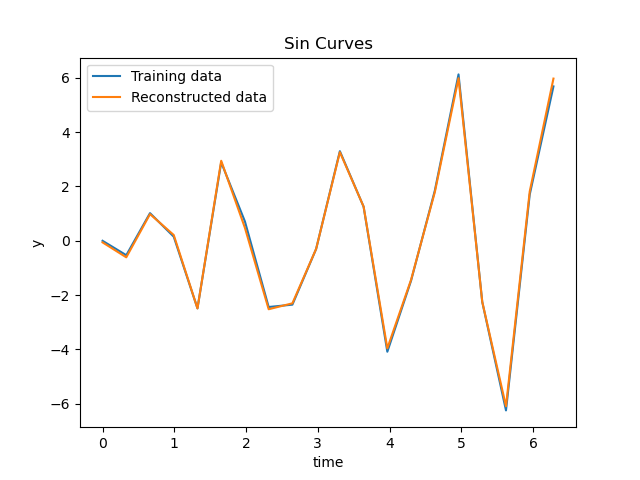 Sin Curves
Training data
Reconstructed data
6
4
2
0
−2
−4
−6
y
0 1 2 3 4 5 6
time